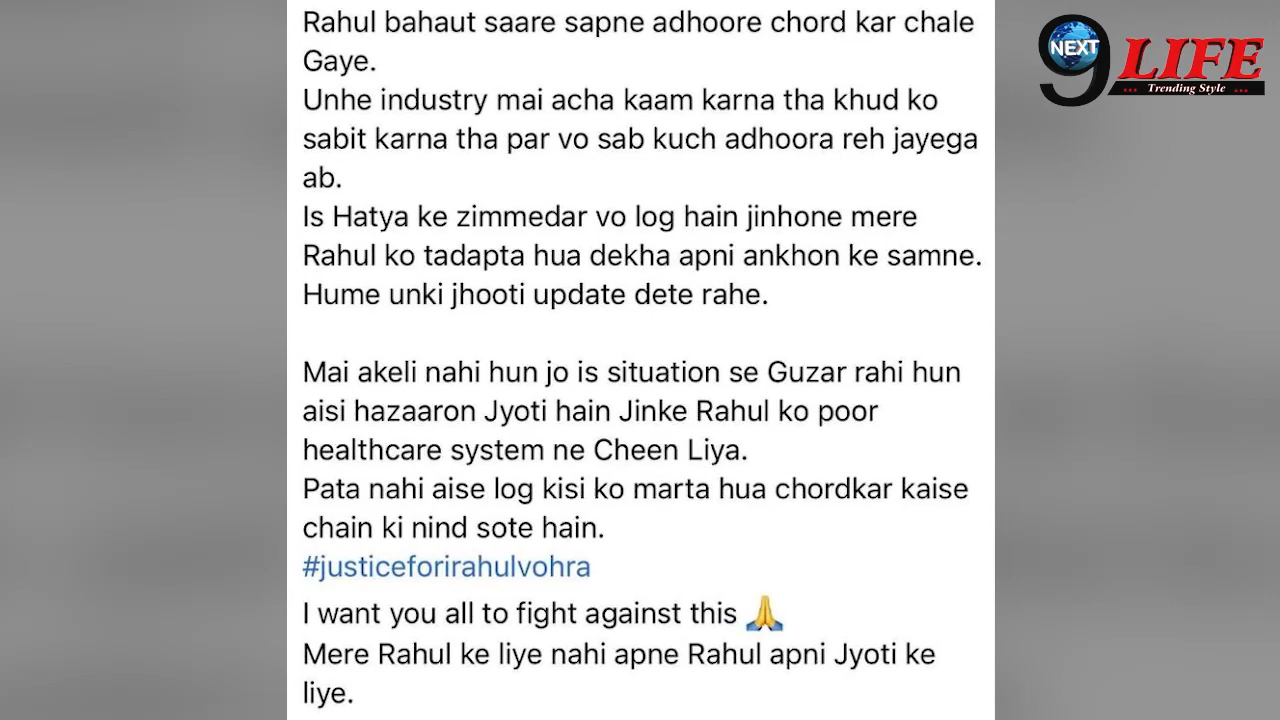 Rahul bahaut saare sapne adhoore chord kar chale
Gaye.
Unhe industry mai acha kaam karna tha khud ko
sabit karna tha par vo sab kuch adhoora reh jayega
ab.
Is Hatya ke zimmedar vo log hain jinhone mere
Rahul ko tadapta hua dekha apni ankhon ke samne.
Hume unki jhooti update dete rahe.
Mai akeli nahi hun jo is situation se Guzar rahi hun
aisi hazaaron Jyoti hain Jinke Rahul ko poor
healthcare system ne Cheen Liya.
Pata nahi aise log kisi ko marta hua chordkar kaise
chain ki nind sote hain.
#justiceforirahulvohra
I want you all to fight against this 🙏
Mere Rahul ke liye nahi apne Rahul apni Jyoti ke
liye.
9 NEXT LIFE
... Trending Style ...